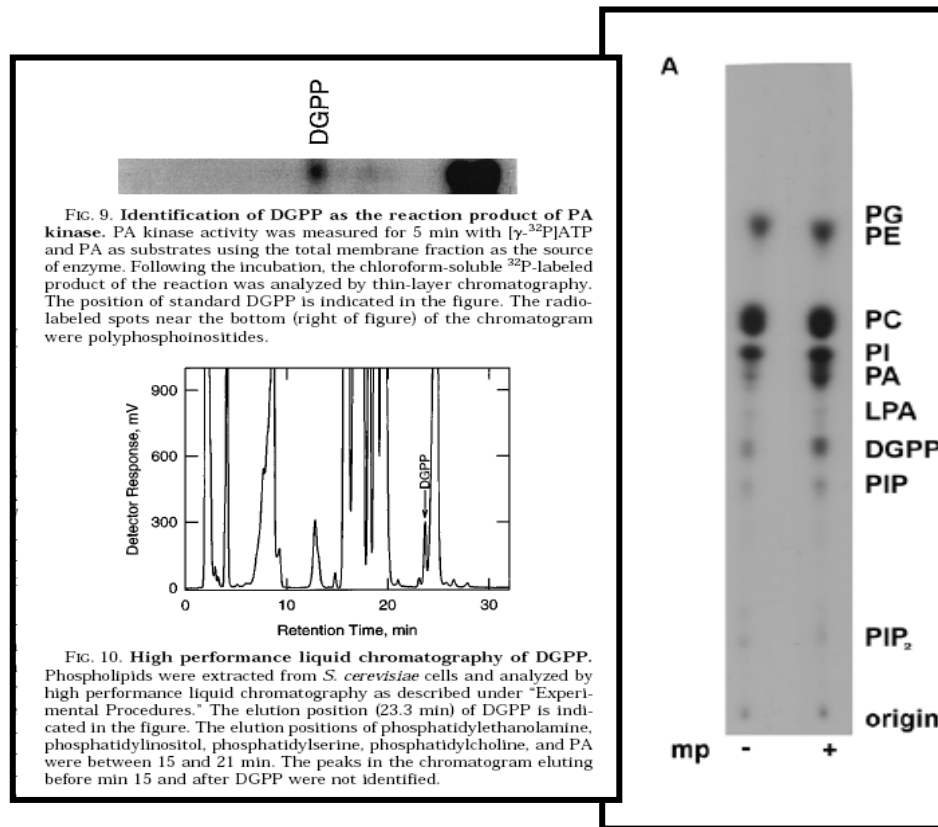 DGPP
FIG. 9. Identification of DGPP as the reaction product of PA
kinase. PA kinase activity was measured for 5 min with [γ-³²P]ATP
and PA as substrates using the total membrane fraction as the source
of enzyme. Following the incubation, the chloroform-soluble ³²P-labeled
product of the reaction was analyzed by thin-layer chromatography.
The position of standard DGPP is indicated in the figure. The radio-
labeled spots near the bottom (right of figure) of the chromatogram
were polyphosphoinositides.
Detector Response, mV
900
600
300
0
DGPP
0 10 20 30
Retention Time, min
FIG. 10. High performance liquid chromatography of DGPP.
Phospholipids were extracted from S. cerevisiae cells and analyzed by
high performance liquid chromatography as described under "Experi-
mental Procedures." The elution position (23.3 min) of DGPP is indi-
cated in the figure. The elution positions of phosphatidylethanolamine,
phosphatidylinositol, phosphatidylserine, phosphatidylcholine, and PA
were between 15 and 21 min. The peaks in the chromatogram eluting
before min 15 and after DGPP were not identified.
A
PG
PE
PC
PI
PA
LPA
DGPP
PIP
PIP₂
origin
mp - +